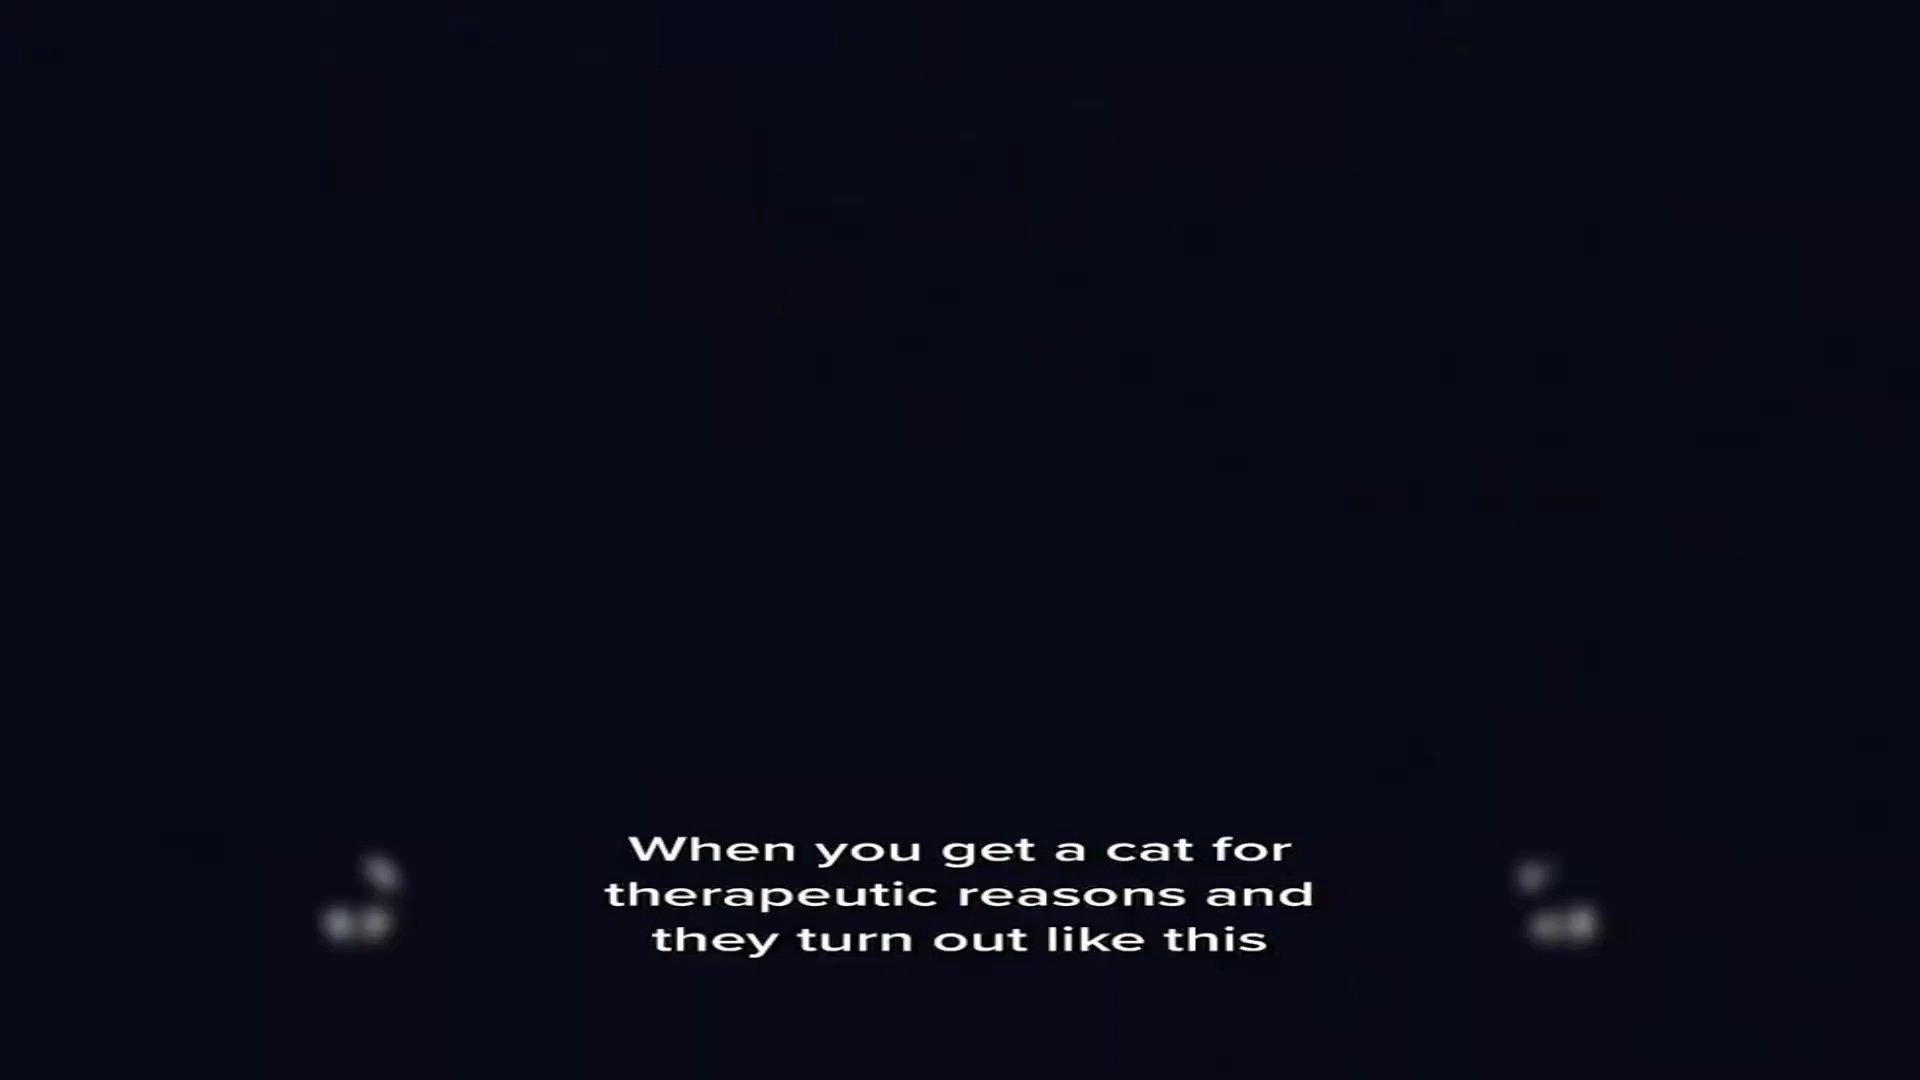 When you get a cat for
therapeutic reasons and
they turn out like this